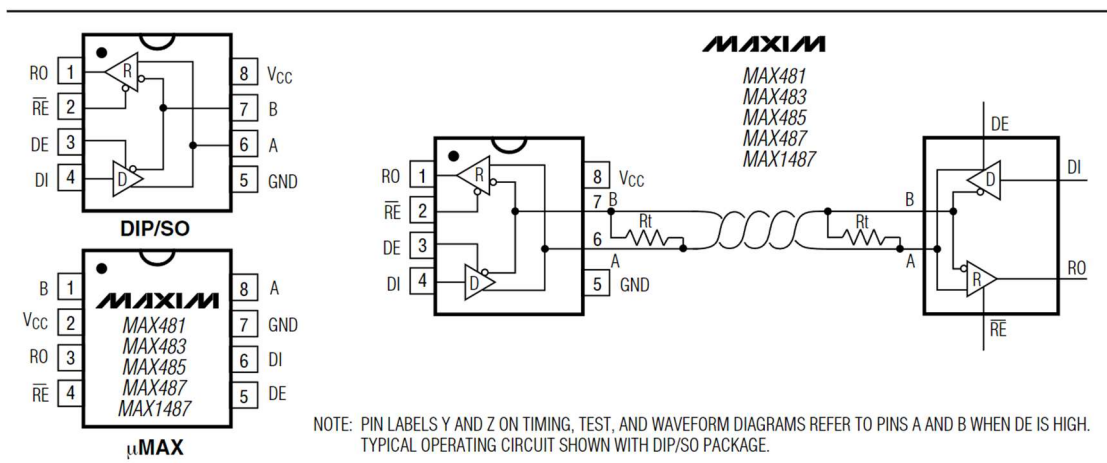 RO 1 R 8 VCC
RE 2 7 B
DE 3 6 A
DI 4 D 5 GND
DIP/SO
B 1 MAXIM 8 A
VCC 2 MAX481 7 GND
RO 3 MAX483 6 DI
RE 4 MAX485 5 DE
MAX487
MAX1487
μMAX
MAXIM
MAX481
MAX483
MAX485
MAX487
MAX1487
RO 1 R 8 VCC
RE 2 7 B
DE 3 6 A
DI 4 D 5 GND
Rt
Rt
DE
D DI
B
A
R RO
RE
NOTE: PIN LABELS Y AND Z ON TIMING, TEST, AND WAVEFORM DIAGRAMS REFER TO PINS A AND B WHEN DE IS HIGH.
TYPICAL OPERATING CIRCUIT SHOWN WITH DIP/SO PACKAGE.